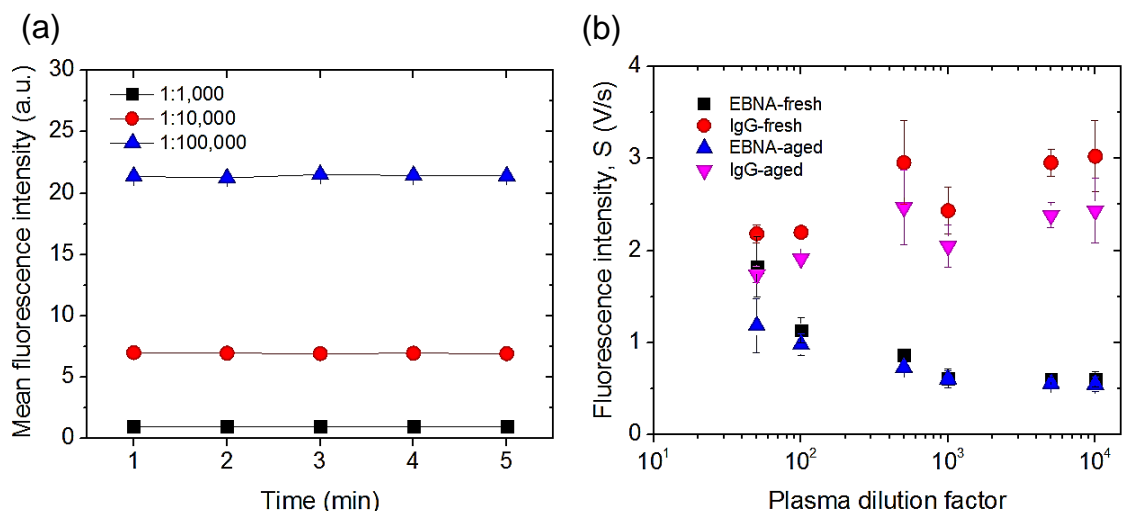 (a)
Mean fluorescence intensity (a.u.)
30
25
20
15
10
5
0
1:1,000
1:10,000
1:100,000
1 2 3 4 5
Time (min)
(b)
Fluorescence intensity, S (V/s)
4
3
2
1
0
EBNA-fresh
IgG-fresh
EBNA-aged
IgG-aged
10¹ 10² 10³ 10⁴
Plasma dilution factor